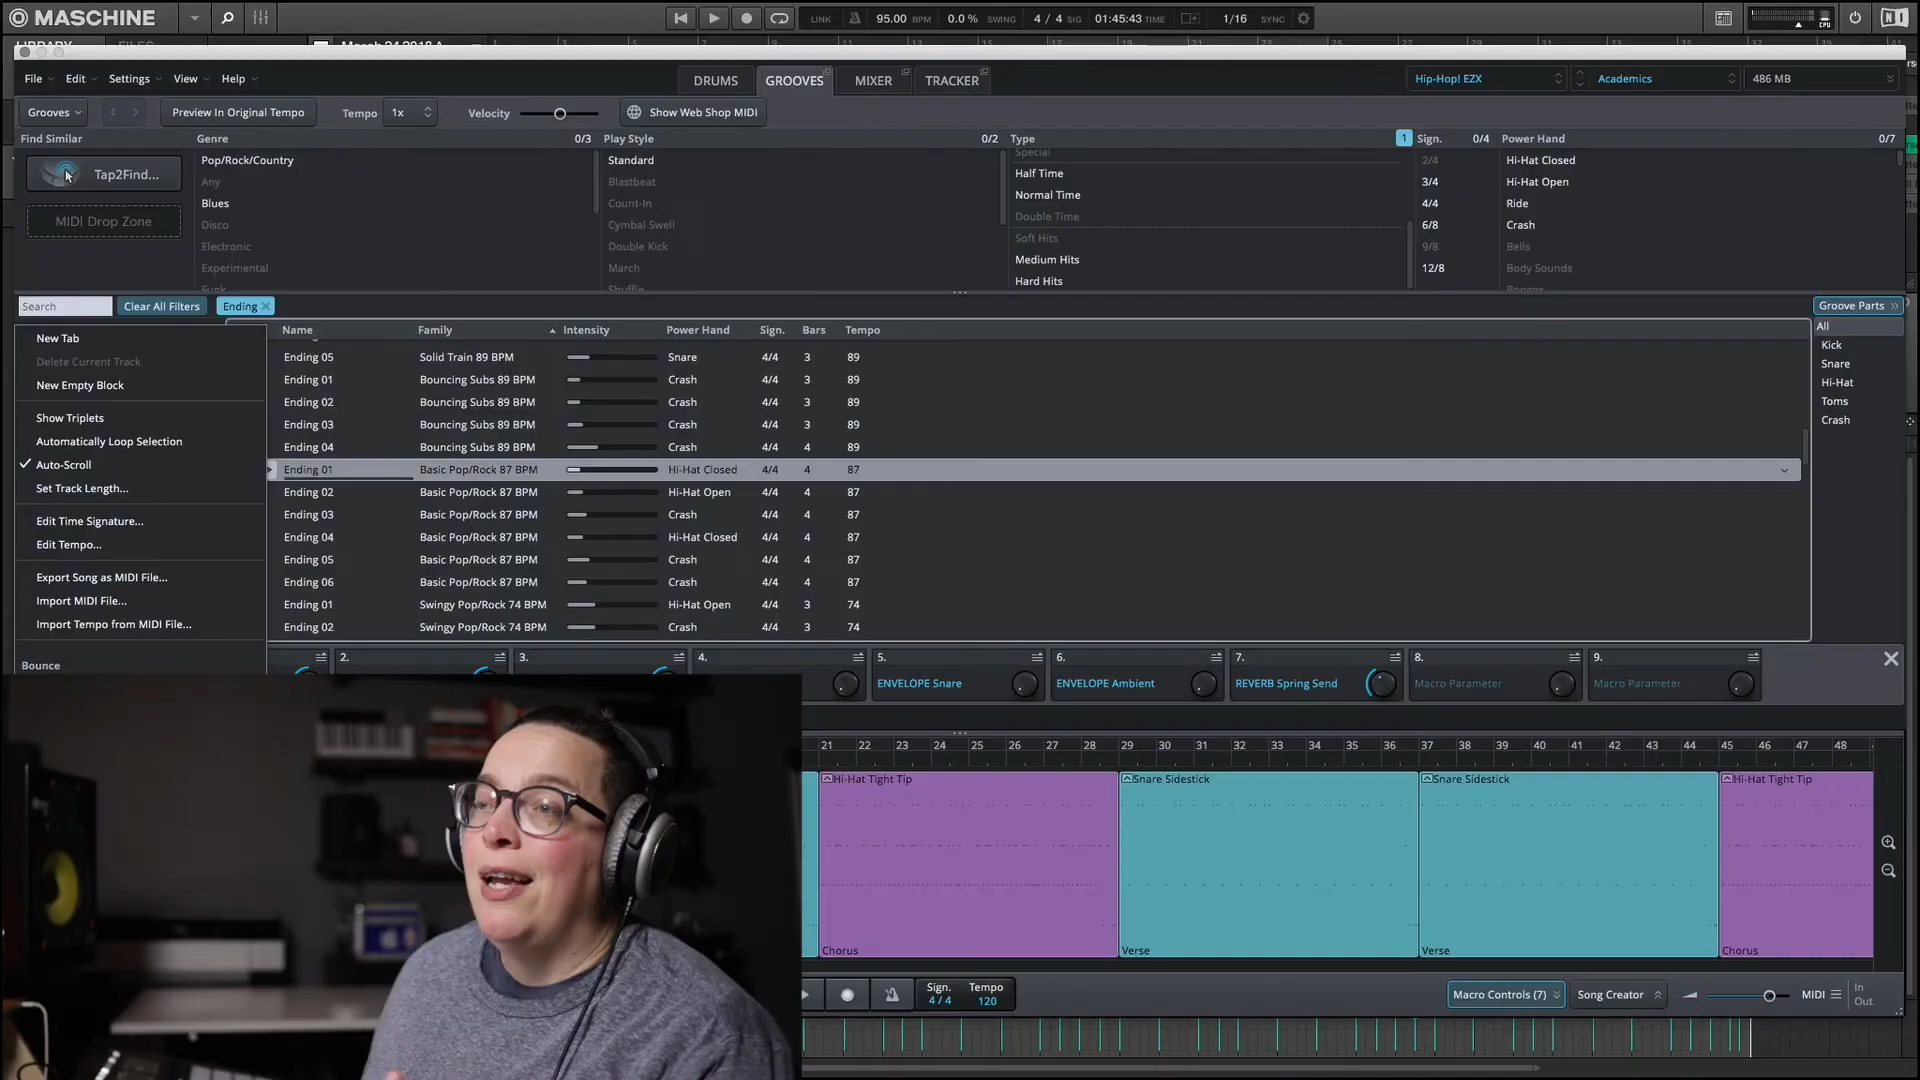 MASCHINE
LINK 95.00 BPM 0.0% SWING 4 / 4 SIG 01:45:43 TIME 1/16 SYNC CPU
File Edit Settings View Help
DRUMS GROOVES MIXER TRACKER
Hip-Hop! EZX Academics 486 MB
Grooves Preview In Original Tempo Tempo 1x Velocity Show Web Shop MIDI
Find Similar Genre 0/3 Play Style 0/2 Type 1 Sign. 0/4 Power Hand 0/7
Tap2Find...
MIDI Drop Zone
Pop/Rock/Country
Any
Blues
Disco
Electronic
Experimental
Funk
Standard
Blastbeat
Count-In
Cymbal Swell
Double Kick
March
Shuffle
Special
Half Time
Normal Time
Double Time
Soft Hits
Medium Hits
Hard Hits
2/4
3/4
4/4
6/8
9/8
12/8
Hi-Hat Closed
Hi-Hat Open
Ride
Crash
Bells
Body Sounds
Bongos
Search Clear All Filters Ending
Groove Parts
All
Kick
Snare
Hi-Hat
Toms
Crash
New Tab
Delete Current Track
New Empty Block
Show Triplets
Automatically Loop Selection
Auto-Scroll
Set Track Length...
Edit Time Signature...
Edit Tempo...
Export Song as MIDI File...
Import MIDI File...
Import Tempo from MIDI File...
Bounce
Name Family Intensity Power Hand Sign. Bars Tempo
Ending 05 Solid Train 89 BPM Snare 4/4 3 89
Ending 01 Bouncing Subs 89 BPM Crash 4/4 3 89
Ending 02 Bouncing Subs 89 BPM Crash 4/4 3 89
Ending 03 Bouncing Subs 89 BPM Crash 4/4 3 89
Ending 04 Bouncing Subs 89 BPM Crash 4/4 3 89
Ending 01 Basic Pop/Rock 87 BPM Hi-Hat Closed 4/4 4 87
Ending 02 Basic Pop/Rock 87 BPM Hi-Hat Open 4/4 4 87
Ending 03 Basic Pop/Rock 87 BPM Crash 4/4 4 87
Ending 04 Basic Pop/Rock 87 BPM Hi-Hat Closed 4/4 4 87
Ending 05 Basic Pop/Rock 87 BPM Crash 4/4 4 87
Ending 06 Basic Pop/Rock 87 BPM Crash 4/4 4 87
Ending 01 Swingy Pop/Rock 74 BPM Hi-Hat Open 4/4 3 74
Ending 02 Swingy Pop/Rock 74 BPM Crash 4/4 3 74
2. 3. 4. 5. 6. 7. 8. 9.
ENVELOPE Snare ENVELOPE Ambient REVERB Spring Send Macro Parameter Macro Parameter
21 22 23 24 25 26 27 28 29 30 31 32 33 34 35 36 37 38 39 40 41 42 43 44 45 46 47 48
Hi-Hat Tight Tip Snare Sidestick Snare Sidestick Hi-Hat Tight Tip
Chorus Verse Verse Chorus
Sign. 4/4 Tempo 120
Macro Controls (7) Song Creator MIDI In Out